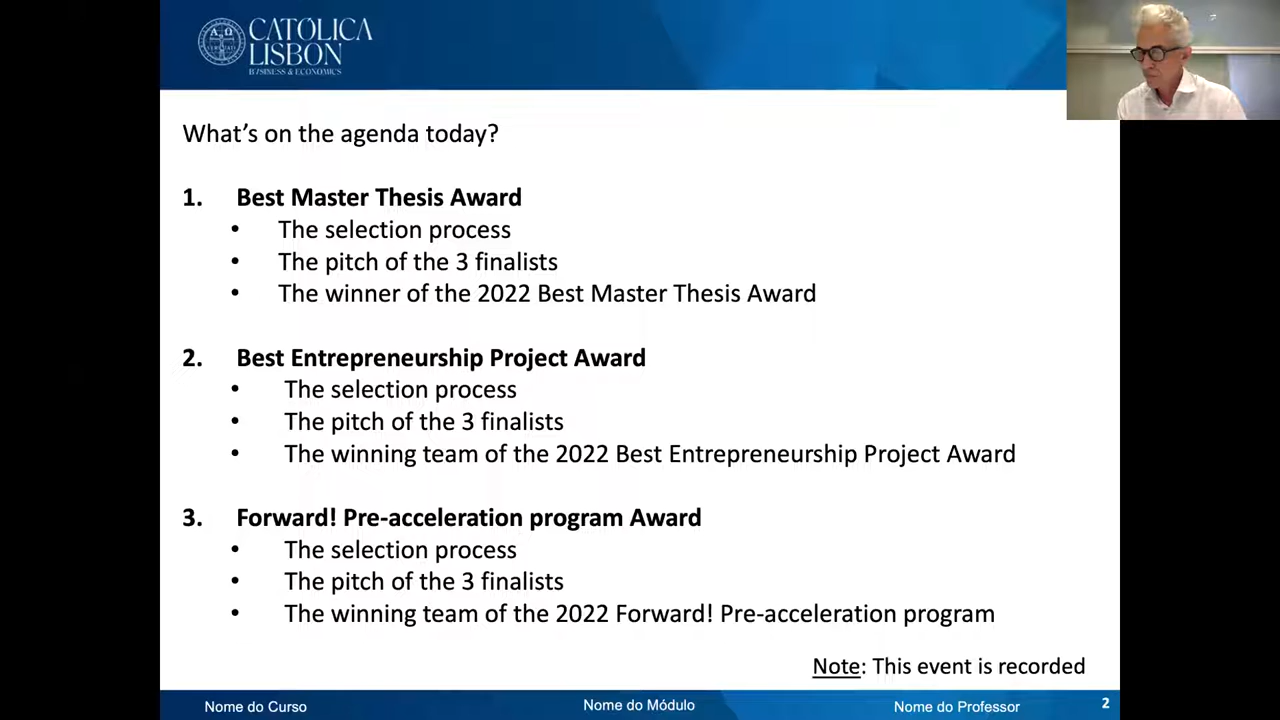 CATÓLICA
LISBON
BUSINESS & ECONOMICS
What's on the agenda today?
1. Best Master Thesis Award
• The selection process
• The pitch of the 3 finalists
• The winner of the 2022 Best Master Thesis Award
2. Best Entrepreneurship Project Award
• The selection process
• The pitch of the 3 finalists
• The winning team of the 2022 Best Entrepreneurship Project Award
3. Forward! Pre-acceleration program Award
• The selection process
• The pitch of the 3 finalists
• The winning team of the 2022 Forward! Pre-acceleration program
Note: This event is recorded
Nome do Curso Nome do Módulo Nome do Professor 2